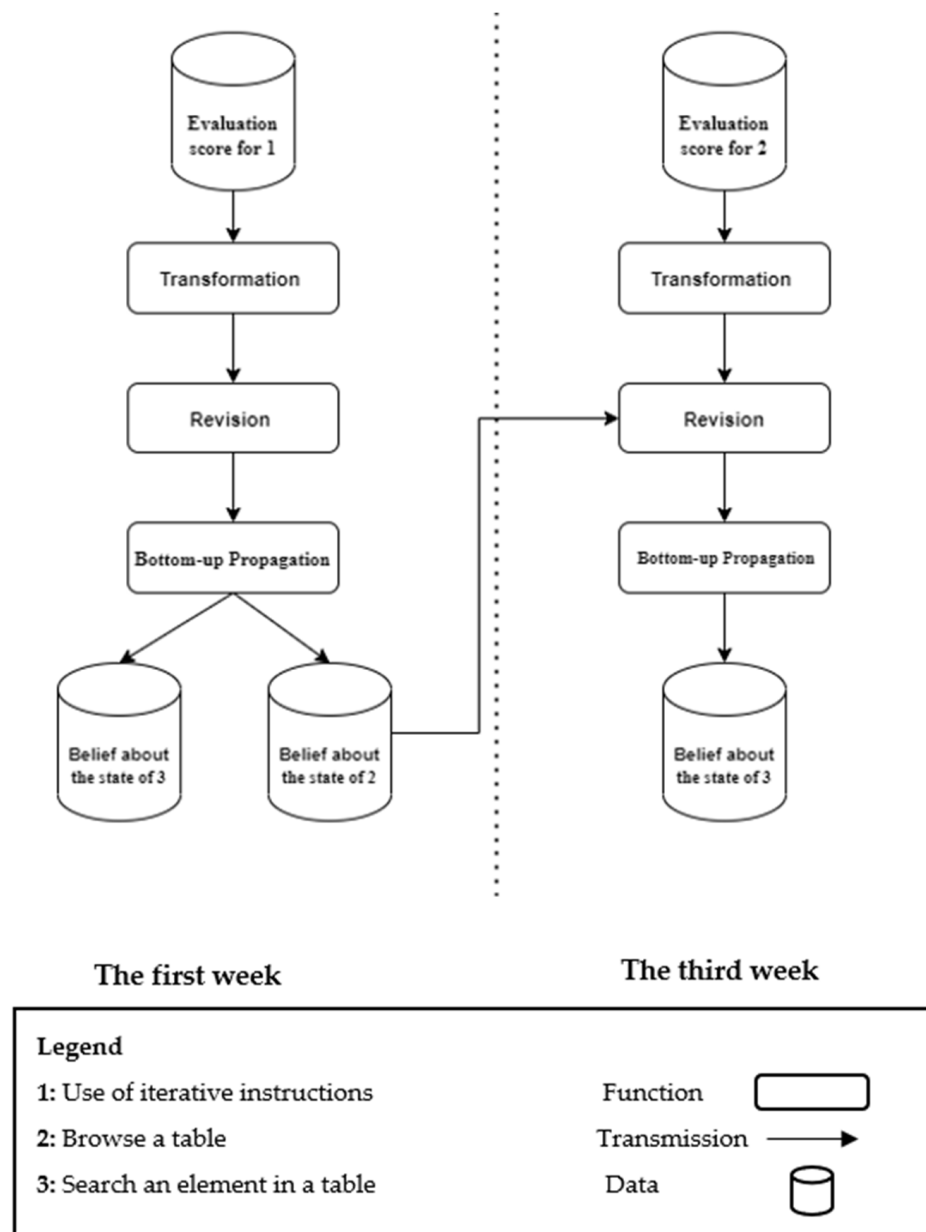 Evaluation
score for 1
Transformation
Revision
Bottom-up Propagation
Belief about
the state of 3
Belief about
the state of 2
Evaluation
score for 2
Transformation
Revision
Bottom-up Propagation
Belief about
the state of 3
The first week
The third week
Legend
1: Use of iterative instructions
2: Browse a table
3: Search an element in a table
Function
Transmission
Data